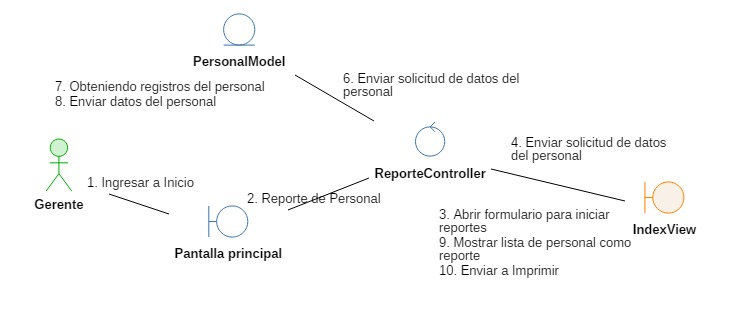 PersonalModel
7. Obteniendo registros del personal
8. Enviar datos del personal
6. Enviar solicitud de datos del
personal
4. Enviar solicitud de datos
del personal
ReporteController
1. Ingresar a Inicio
Gerente
2. Reporte de Personal
Pantalla principal
3. Abrir formulario para iniciar
reportes
9. Mostrar lista de personal como
reporte
10. Enviar a Imprimir
IndexView